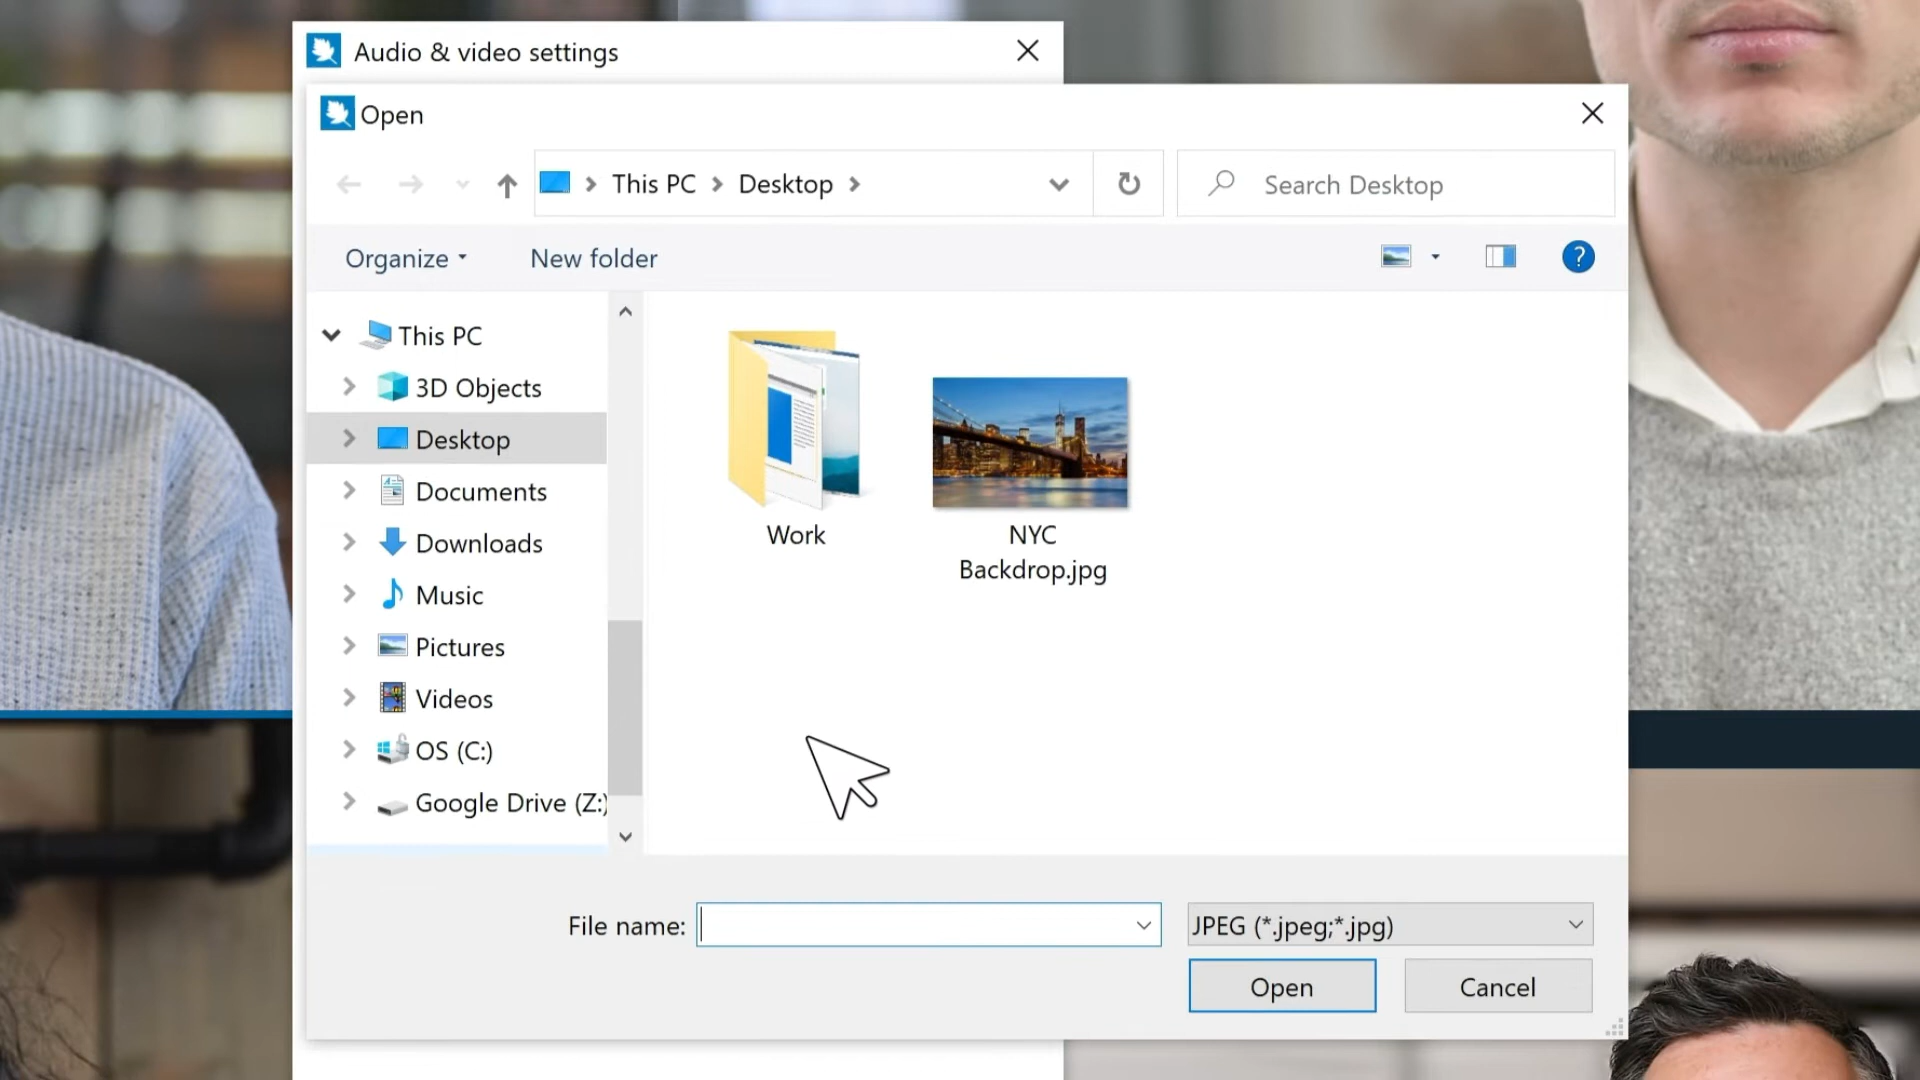 Audio & video settings
Open
This PC
Desktop
Search Desktop
Organize
New folder
?
This PC
3D Objects
Desktop
Documents
Downloads
Music
Pictures
Videos
OS (C:)
Google Drive (Z:)
Work
NYC
Backdrop.jpg
File name:
JPEG (*.jpeg;*.jpg)
Open
Cancel